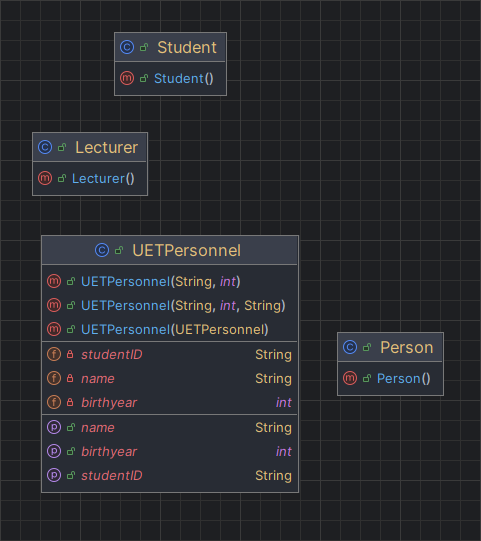 Student
Student()
Lecturer
Lecturer()
UETPersonnel
UETPersonnel(String, int)
UETPersonnel(String, int, String)
UETPersonnel(UETPersonnel)
studentID String
name String
birthyear int
name String
birthyear int
studentID String
Person
Person()